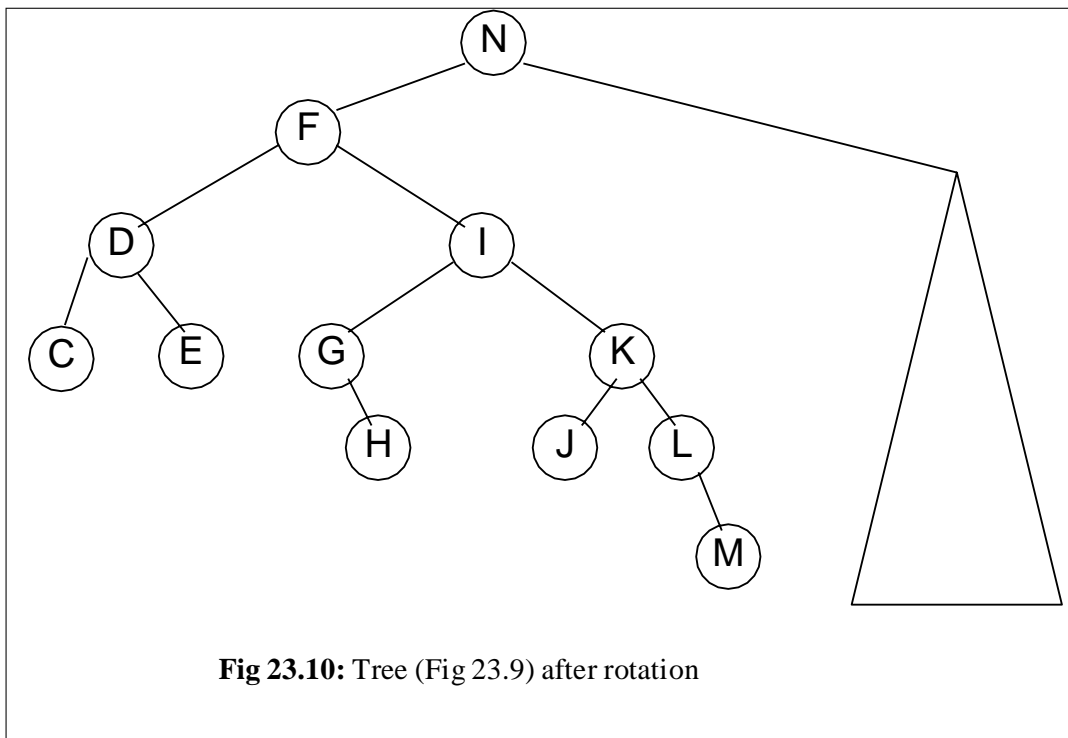 N
F
D I
C E G K
H J L
M
Fig 23.10: Tree (Fig 23.9) after rotation